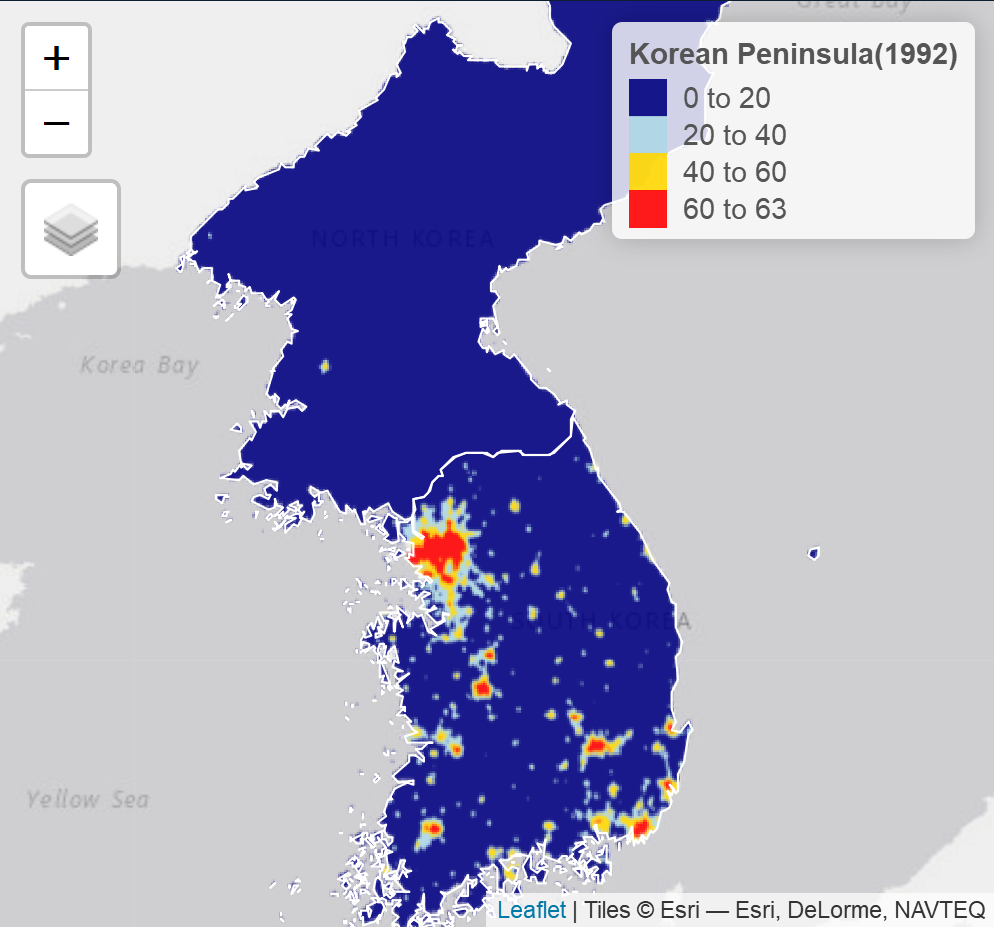 Great Bay
+
−
Korean Peninsula(1992)
0 to 20
20 to 40
40 to 60
60 to 63
NORTH KOREA
Korea Bay
SOUTH KOREA
Yellow Sea
Leaflet | Tiles © Esri — Esri, DeLorme, NAVTEQ